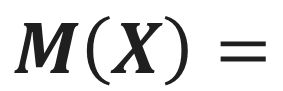 M(X) =